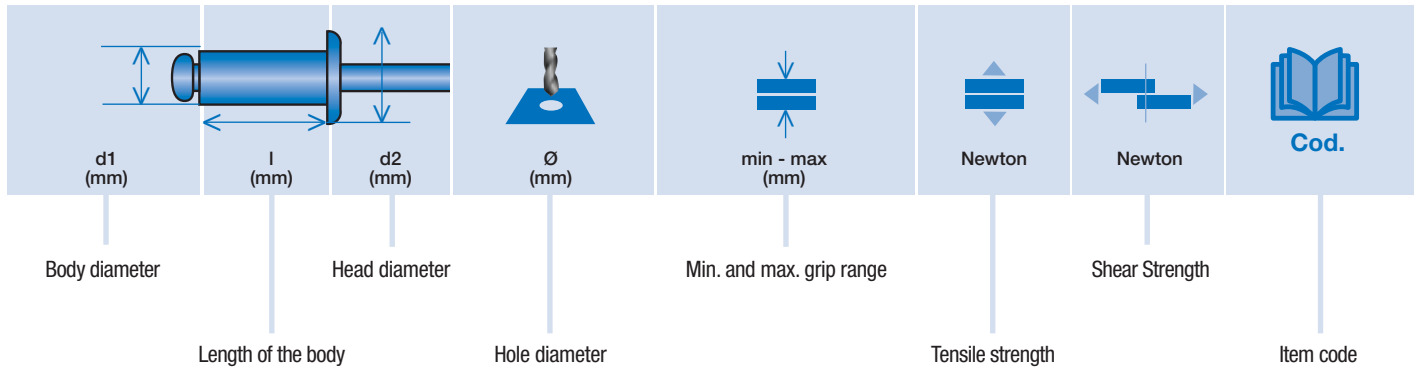 d1
(mm)
l
(mm)
d2
(mm)
Ø
(mm)
min - max
(mm)
Newton
Newton
Cod.
Body diameter
Head diameter
Min. and max. grip range
Shear Strength
Length of the body
Hole diameter
Tensile strength
Item code